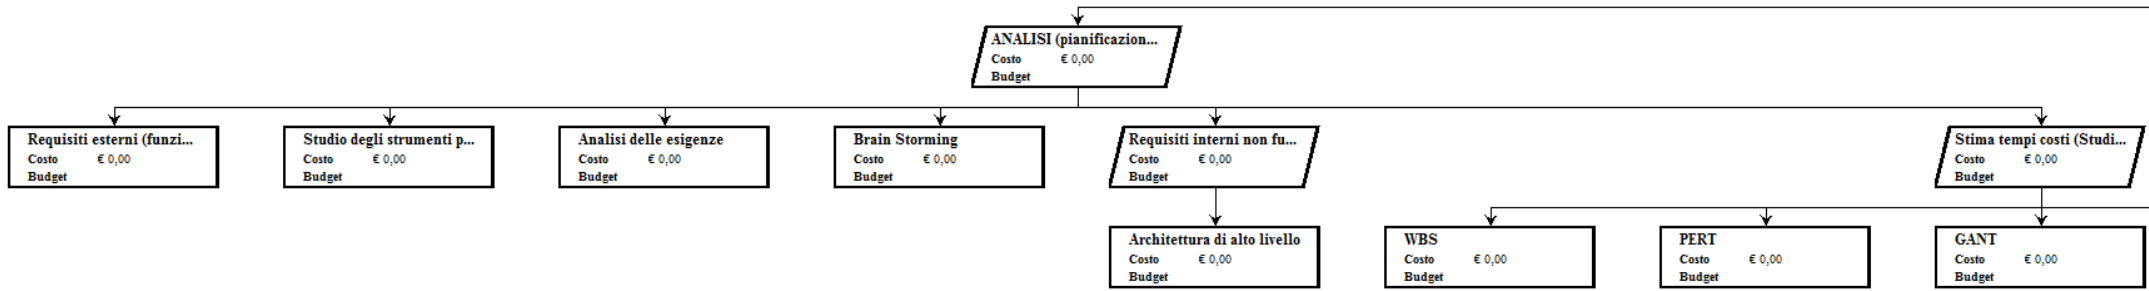 ANALISI (pianificazion...
Costo € 0,00
Budget
Requisiti esterni (funzi...
Costo € 0,00
Budget
Studio degli strumenti p...
Costo € 0,00
Budget
Analisi delle esigenze
Costo € 0,00
Budget
Brain Storming
Costo € 0,00
Budget
Requisiti interni non fu...
Costo € 0,00
Budget
Stima tempi costi (Studi...
Costo € 0,00
Budget
Architettura di alto livello
Costo € 0,00
Budget
WBS
Costo € 0,00
Budget
PERT
Costo € 0,00
Budget
GANT
Costo € 0,00
Budget